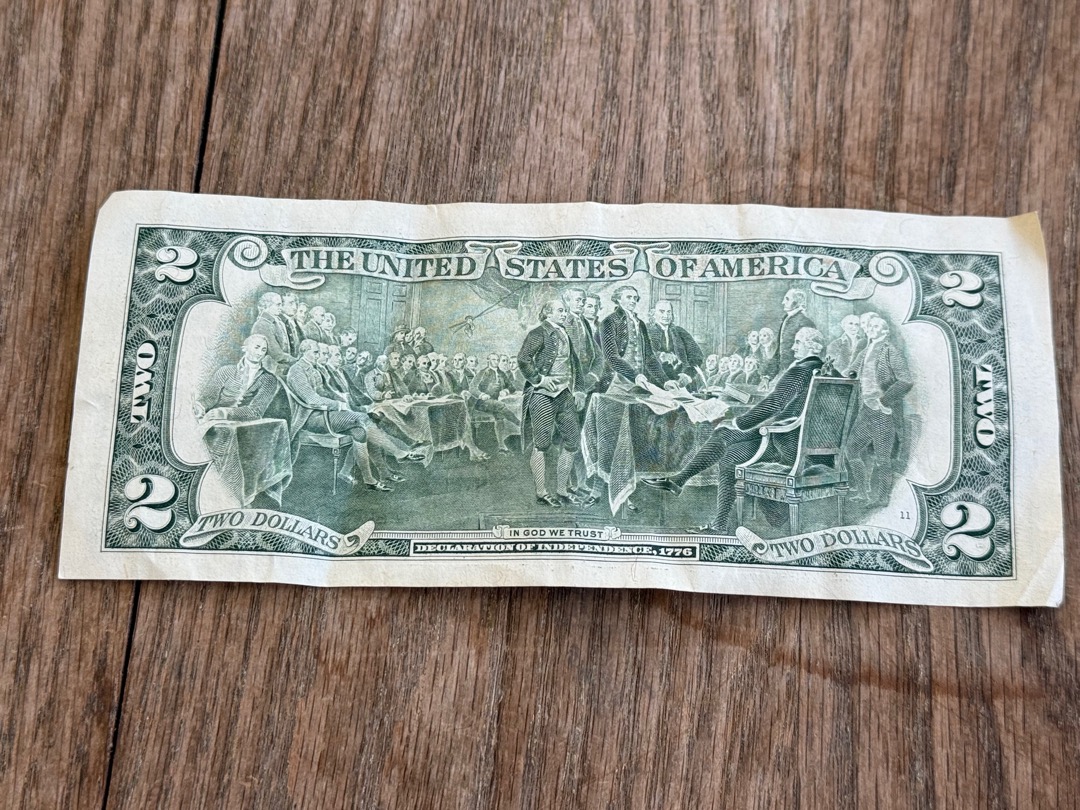 2 THE UNITED STATES OF AMERICA 2
TWO TWO
11
2 TWO DOLLARS IN GOD WE TRUST TWO DOLLARS 2
DECLARATION OF INDEPENDENCE, 1776